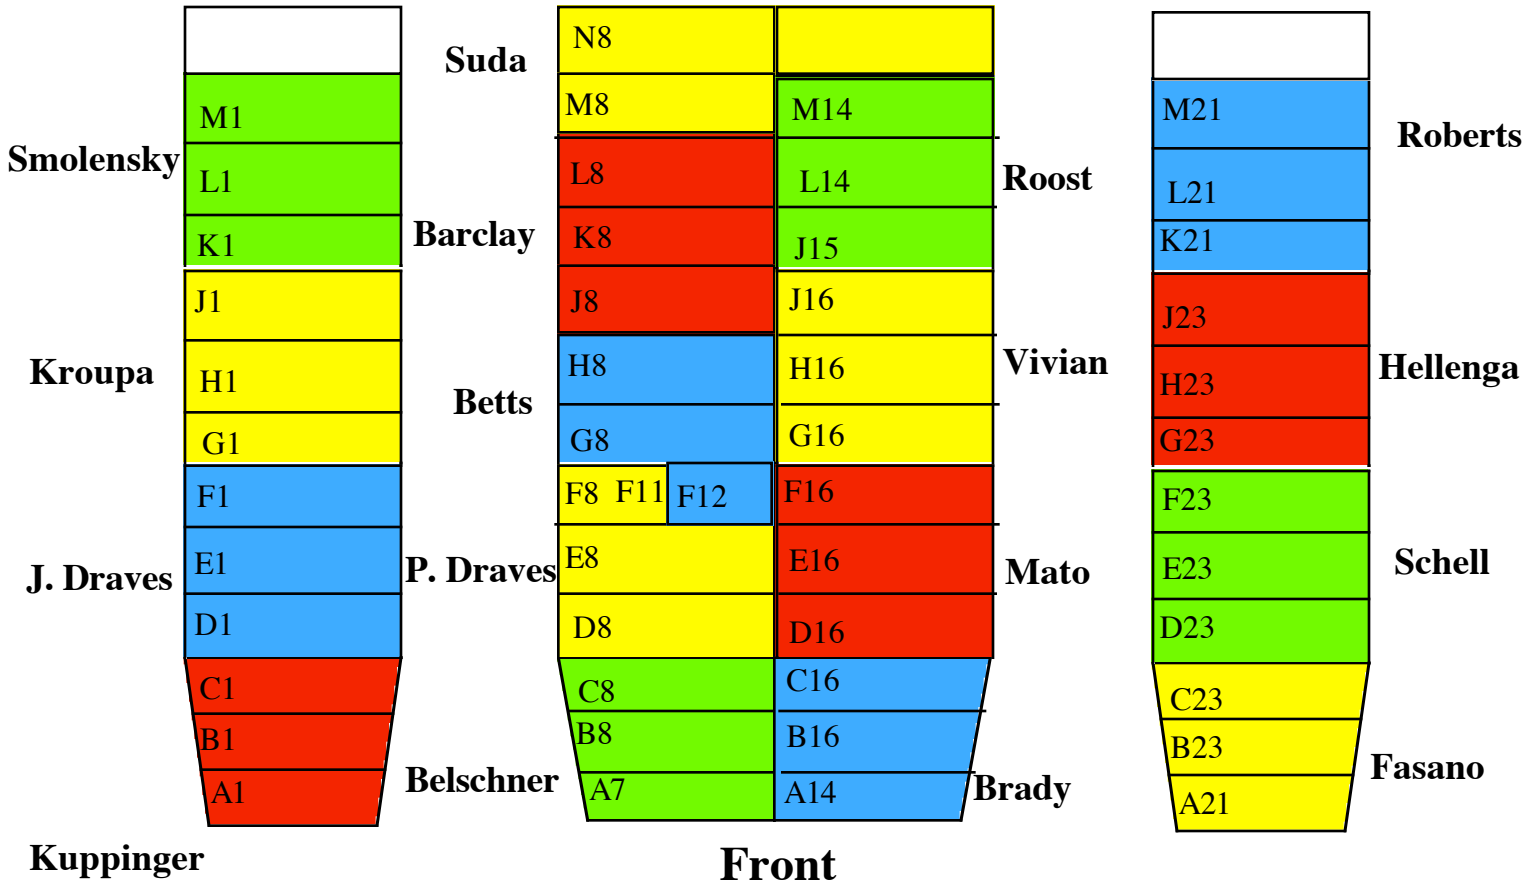 Suda
N8
M8
M1
M14
M21
Roberts
Smolensky
L1
L8
L14
Roost
L21
Barclay
K1
K8
J15
K21
J1
J8
J16
J23
Kroupa
H1
Betts
H8
H16
Vivian
H23
Hellenga
G1
G8
G16
G23
F1
F8 F11 F12
F16
F23
J. Draves
E1
P. Draves
E8
E16
Mato
E23
Schell
D1
D8
D16
D23
C1
C8
C16
C23
B1
B8
B16
B23
Belschner
Brady
Fasano
A1
A7
A14
A21
Kuppinger
Front